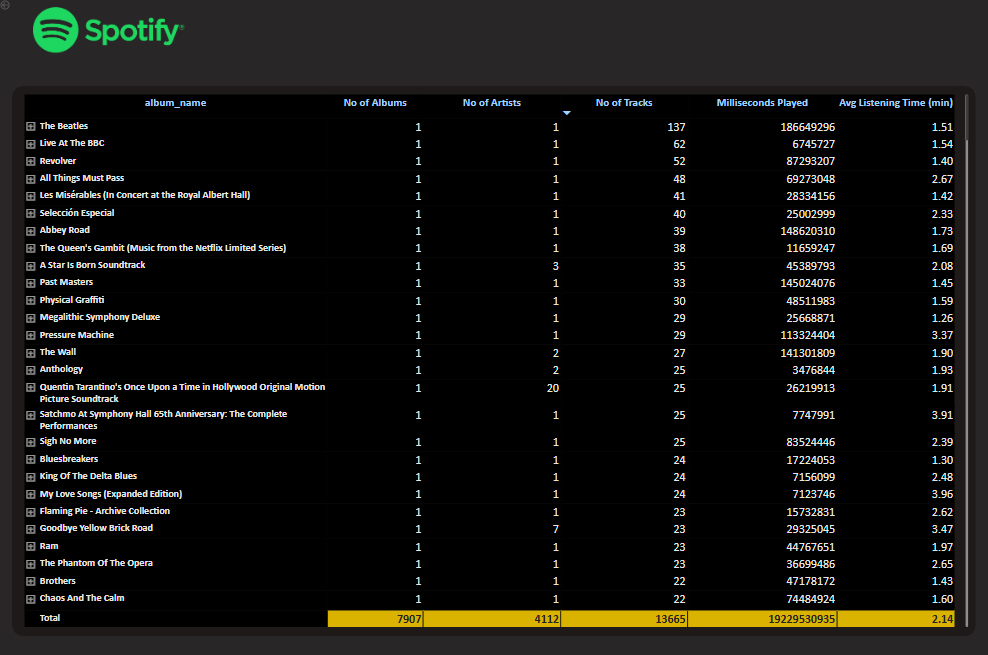 Spotify
album_name No of Albums No of Artists No of Tracks Milliseconds Played Avg Listening Time (min)
The Beatles 1 1 137 186649296 1.51
Live At The BBC 1 1 62 6745727 1.54
Revolver 1 1 52 87293207 1.40
All Things Must Pass 1 1 48 69273048 2.67
Les Misérables (In Concert at the Royal Albert Hall) 1 1 41 28334156 1.42
Selección Especial 1 1 40 25002999 2.33
Abbey Road 1 1 39 148620310 1.73
The Queen's Gambit (Music from the Netflix Limited Series) 1 1 38 11659247 1.69
A Star Is Born Soundtrack 1 3 35 45389793 2.08
Past Masters 1 1 33 145024076 1.45
Physical Graffiti 1 1 30 48511983 1.59
Megalithic Symphony Deluxe 1 1 29 25668871 1.26
Pressure Machine 1 1 29 113324404 3.37
The Wall 1 2 27 141301809 1.90
Anthology 1 2 25 3476844 1.93
Quentin Tarantino's Once Upon a Time in Hollywood Original Motion 1 20 25 26219913 1.91
Picture Soundtrack
Satchmo At Symphony Hall 65th Anniversary: The Complete 1 1 25 7747991 3.91
Performances
Sigh No More 1 1 25 83524446 2.39
Bluesbreakers 1 1 24 17224053 1.30
King Of The Delta Blues 1 1 24 7156099 2.48
My Love Songs (Expanded Edition) 1 1 24 7123746 3.96
Flaming Pie - Archive Collection 1 1 23 15732831 2.62
Goodbye Yellow Brick Road 1 7 23 29325045 3.47
Ram 1 1 23 44767651 1.97
The Phantom Of The Opera 1 1 23 36699486 2.65
Brothers 1 1 22 47178172 1.43
Chaos And The Calm 1 1 22 74484924 1.60
Total 7907 4112 13665 19229530935 2.14